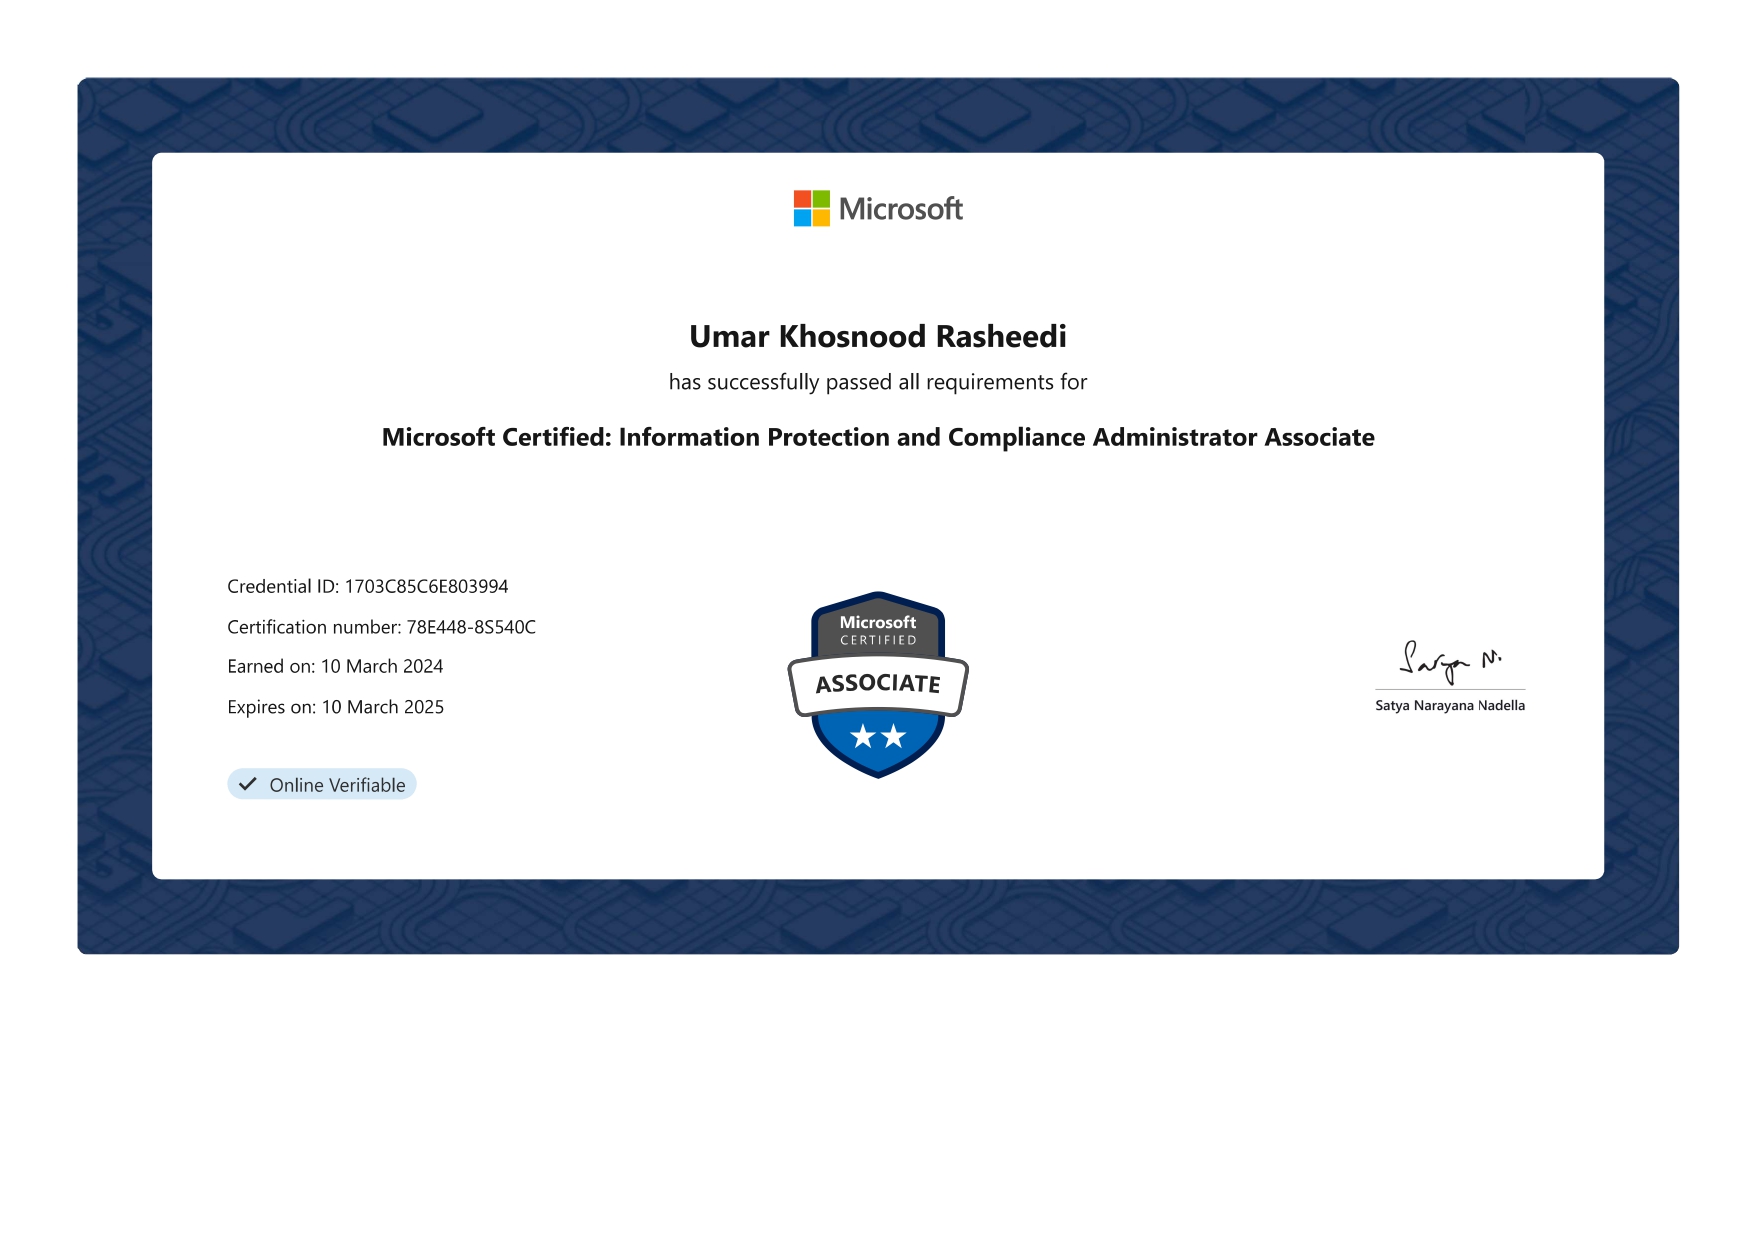 Microsoft
Umar Khosnood Rasheedi
has successfully passed all requirements for
Microsoft Certified: Information Protection and Compliance Administrator Associate
Credential ID: 1703C85C6E803994
Certification number: 78E448-8S540C
Earned on: 10 March 2024
Expires on: 10 March 2025
Online Verifiable
Microsoft
CERTIFIED
ASSOCIATE
Satya N.
Satya Narayana Nadella